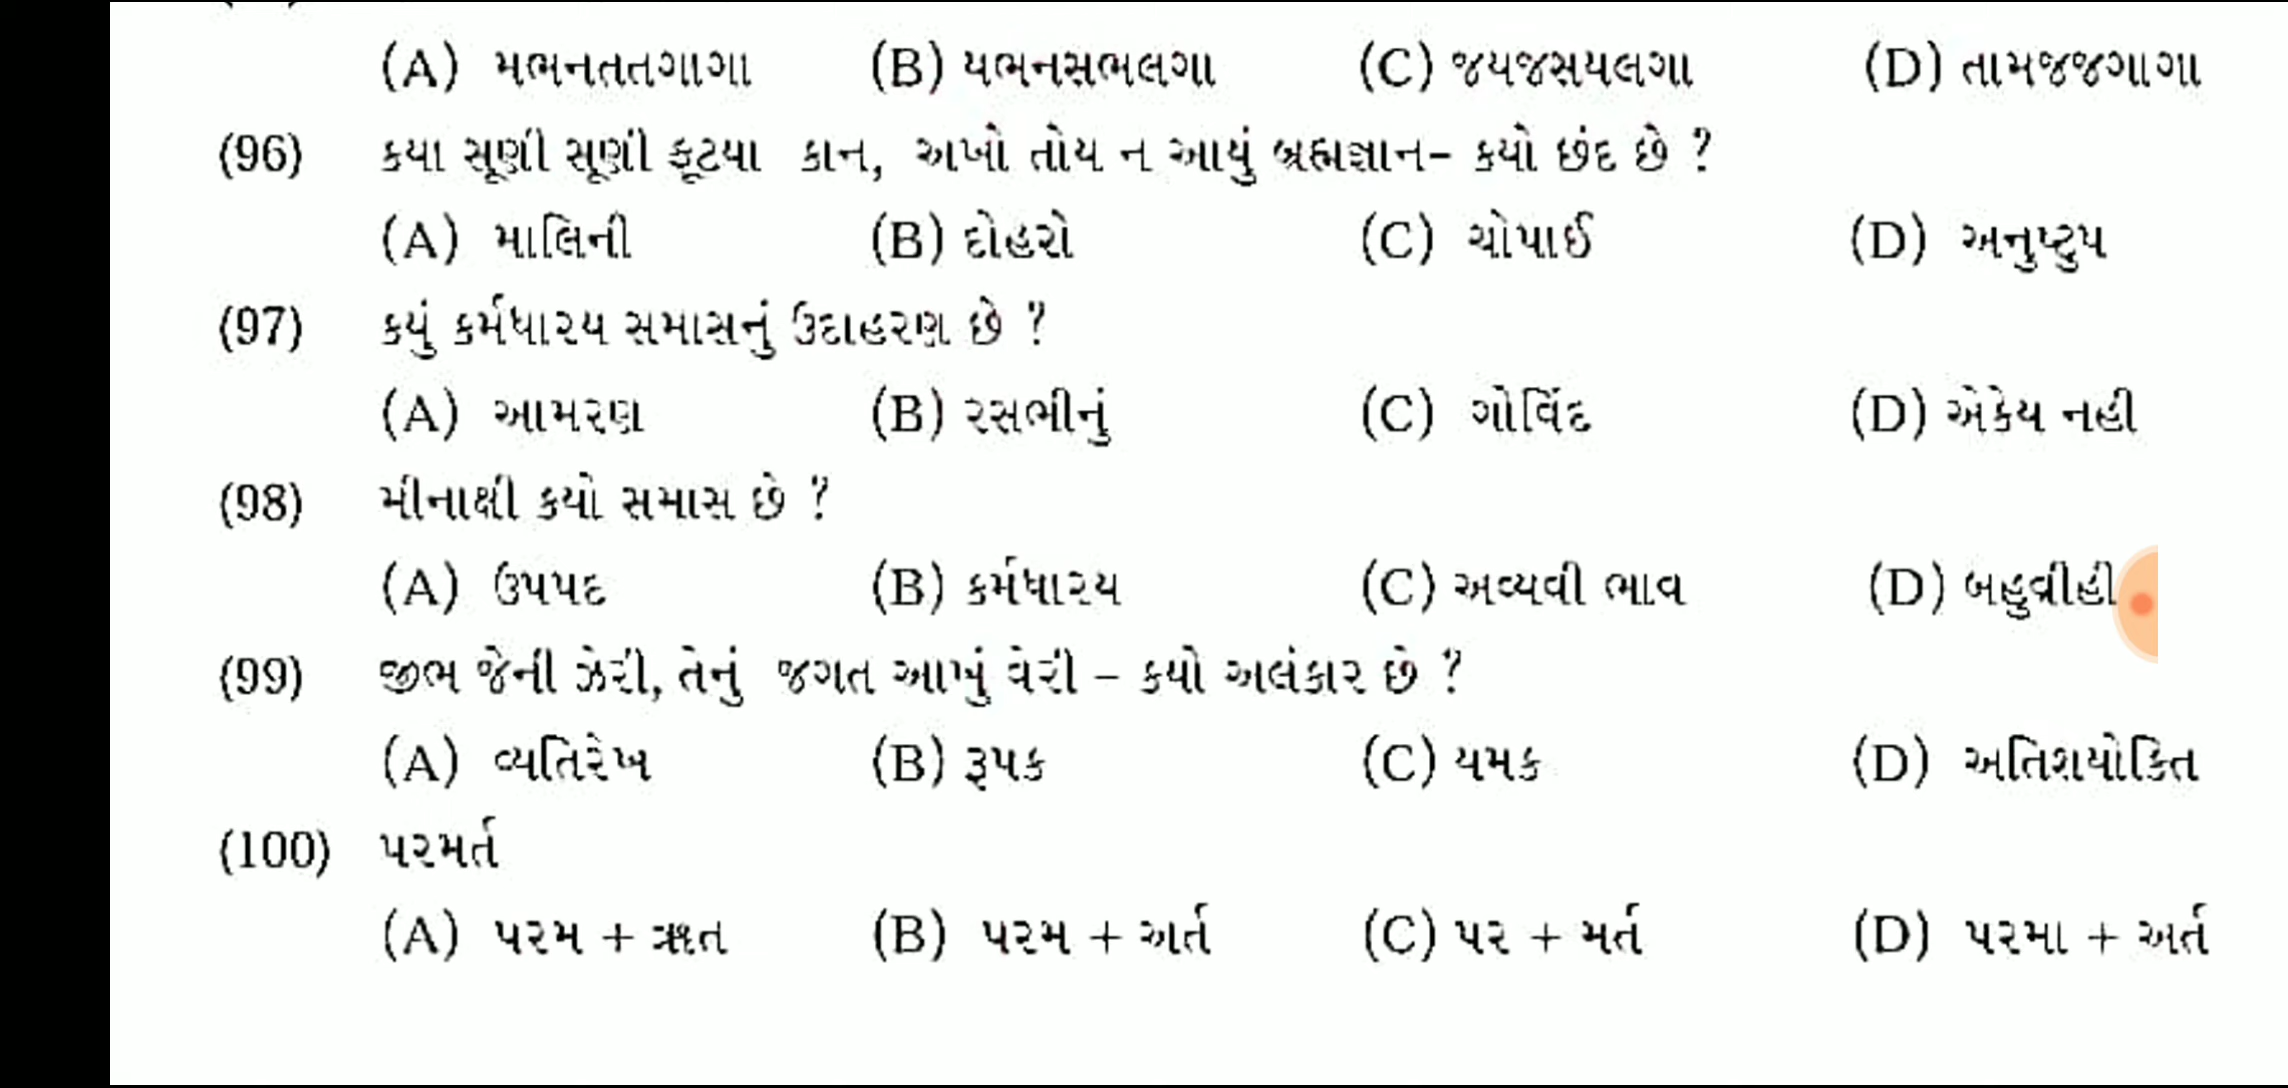 (A) મભનતતગાગા (B) યભનસભલગા (C) જયજસયલગા (D) તામજજગાગા
(96) કયા સૂણી સૂણી ફૂટયા કાન, અખો તોય ન આયું બ્રહ્મજ્ઞાન– કયો છંદ છે ?
(A) માલિની (B) દોહરો (C) ચોપાઈ (D) અનુષ્ટુપ
(97) કયું કર્મધારય સમાસનું ઉદાહરણ છે ?
(A) આમરણ (B) રસભીનું (C) ગોવિંદ (D) એકેય નહી
(98) મીનાક્ષી કયો સમાસ છે ?
(A) ઉપપદ (B) કર્મધારય (C) અવ્યવી ભાવ (D) બહુવ્રીહી
(99) જીભ જેની ઝેરી, તેનું જગત આખું વેરી – કયો અલંકાર છે ?
(A) વ્યતિરેખ (B) રૂપક (C) યમક (D) અતિશયોકિત
(100) પરમર્ત
(A) પરમ + ઋત (B) પરમ + અર્ત (C) પર + મર્ત (D) પરમા + અર્ત